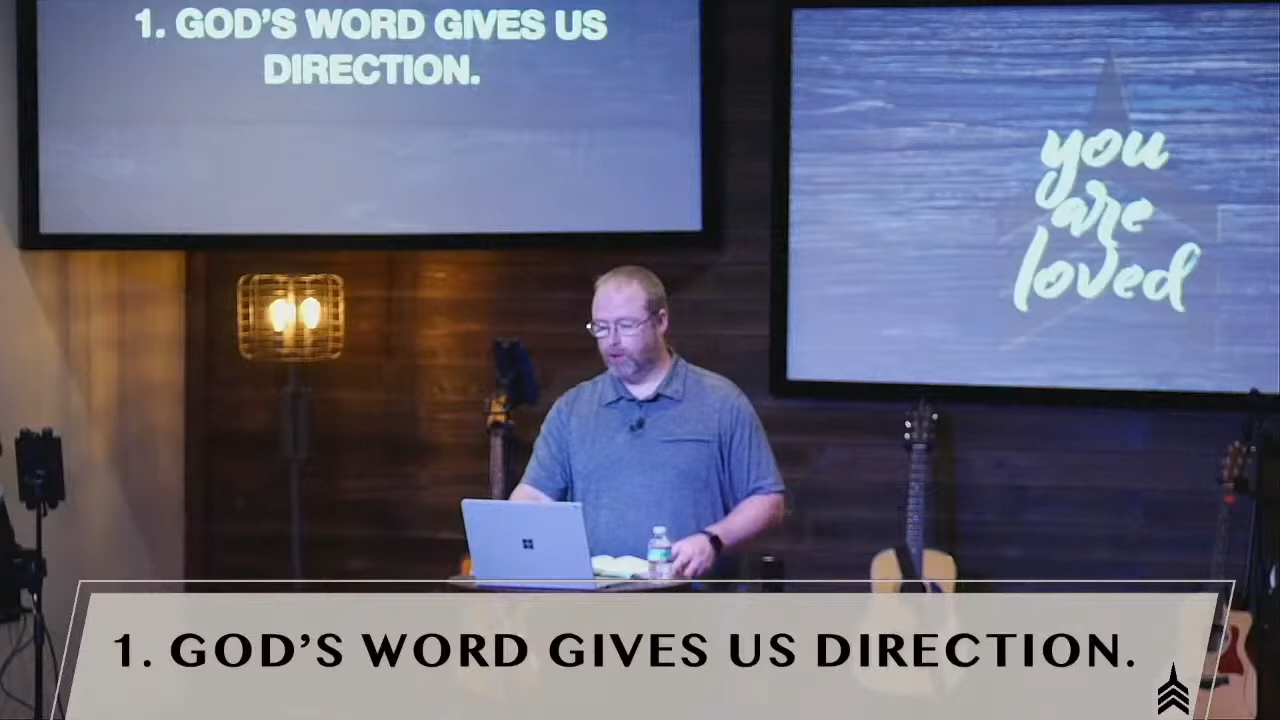 1. GOD'S WORD GIVES US
DIRECTION.
you
are
loved
1. GOD'S WORD GIVES US DIRECTION.